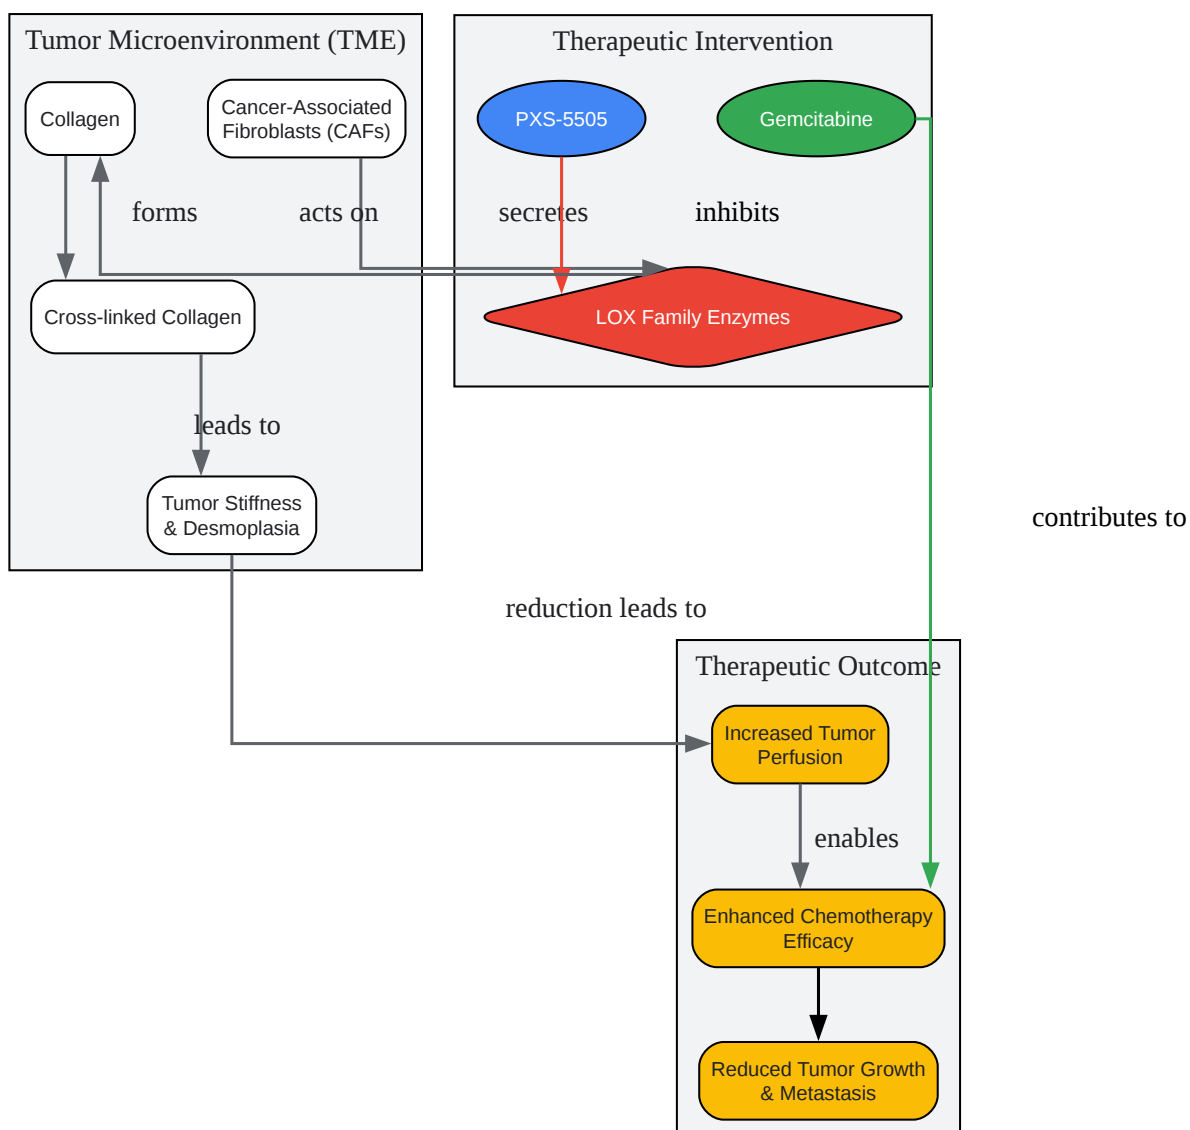 Tumor Microenvironment (TME)
Therapeutic Intervention
Collagen
Cancer-Associated
Fibroblasts (CAFs)
PXS-5505
Gemcitabine
forms
acts on
secretes
inhibits
Cross-linked Collagen
LOX Family Enzymes
leads to
Tumor Stiffness
& Desmoplasia
contributes to
reduction leads to
Therapeutic Outcome
Increased Tumor
Perfusion
enables
Enhanced Chemotherapy
Efficacy
Reduced Tumor Growth
& Metastasis